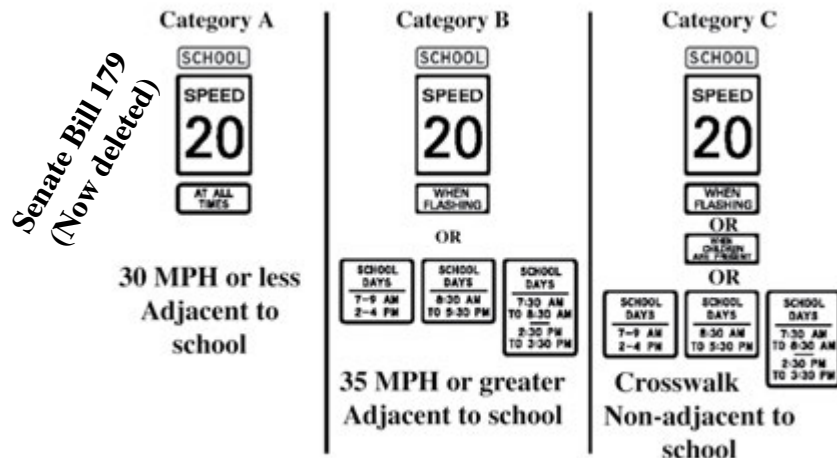 Senate Bill 179
(Now deleted)
Category A
SCHOOL
SPEED
20
AT ALL
TIMES
30 MPH or less
Adjacent to
school
Category B
SCHOOL
SPEED
20
WHEN
FLASHING
OR
SCHOOL
DAYS
7-9 AM
2-4 PM
SCHOOL
DAYS
8:30 AM
TO 5:30 PM
SCHOOL
DAYS
7:30 AM
TO 8:30 AM
2:30 PM
TO 3:30 PM
35 MPH or greater
Adjacent to school
Category C
SCHOOL
SPEED
20
WHEN
FLASHING
OR
WHEN
CHILDREN
ARE PRESENT
OR
SCHOOL
DAYS
7-9 AM
2-4 PM
SCHOOL
DAYS
8:30 AM
TO 5:30 PM
SCHOOL
DAYS
7:30 AM
TO 8:30 AM
2:30 PM
TO 3:30 PM
Crosswalk
Non-adjacent to
school